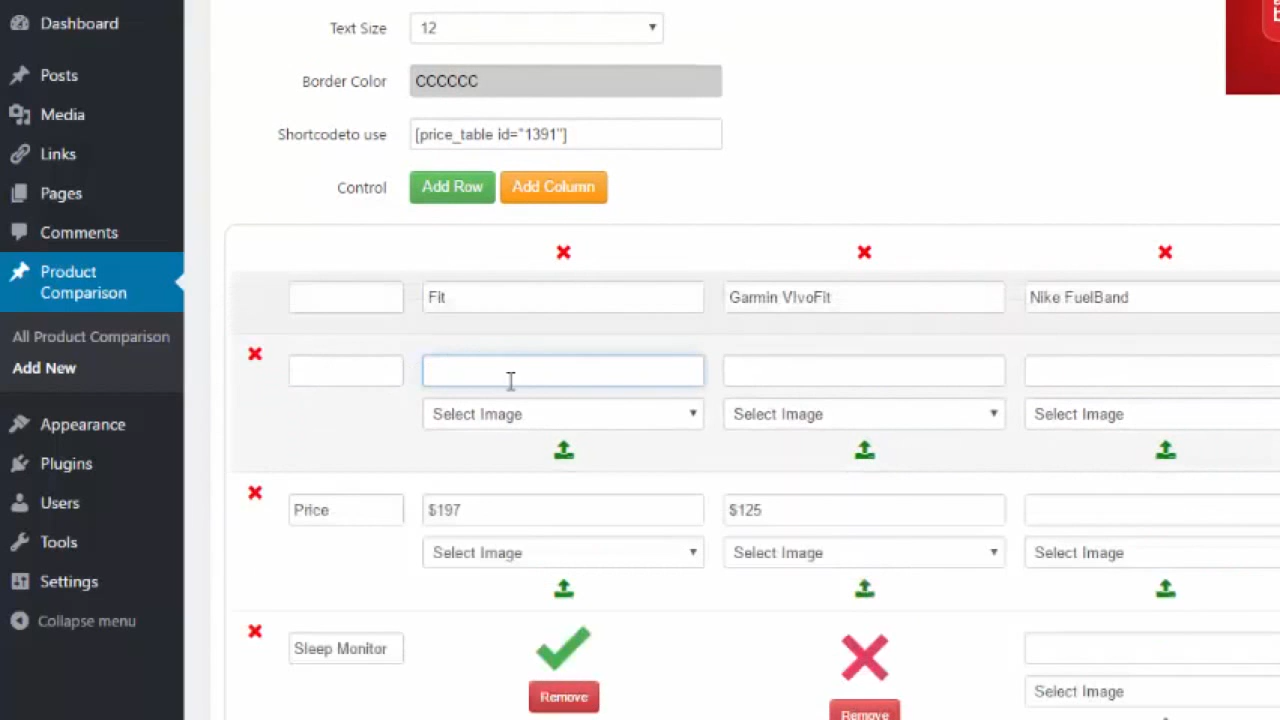 Dashboard
Posts
Media
Links
Pages
Comments
Product
Comparison
All Product Comparison
Add New
Appearance
Plugins
Users
Tools
Settings
Collapse menu
Text Size 12
Border Color CCCCCC
Shortcodeto use [price_table id="1391"]
Control Add Row Add Column
Fit Garmin VIvoFit Nike FuelBand
Select Image Select Image Select Image
Price $197 $125
Select Image Select Image Select Image
Sleep Monitor
Remove Remove Select Image